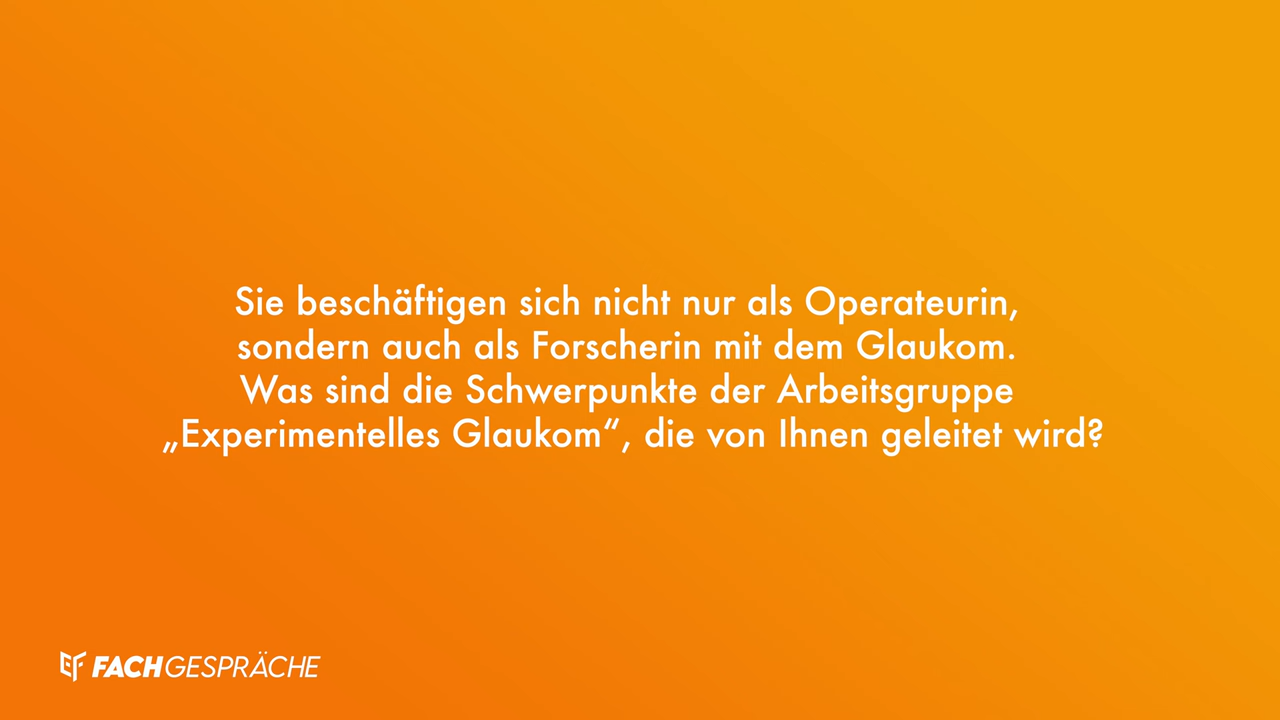 Sie beschäftigen sich nicht nur als Operateurin,
sondern auch als Forscherin mit dem Glaukom.
Was sind die Schwerpunkte der Arbeitsgruppe
„Experimentelles Glaukom“, die von Ihnen geleitet wird?
EF FACHGESPRÄCHE